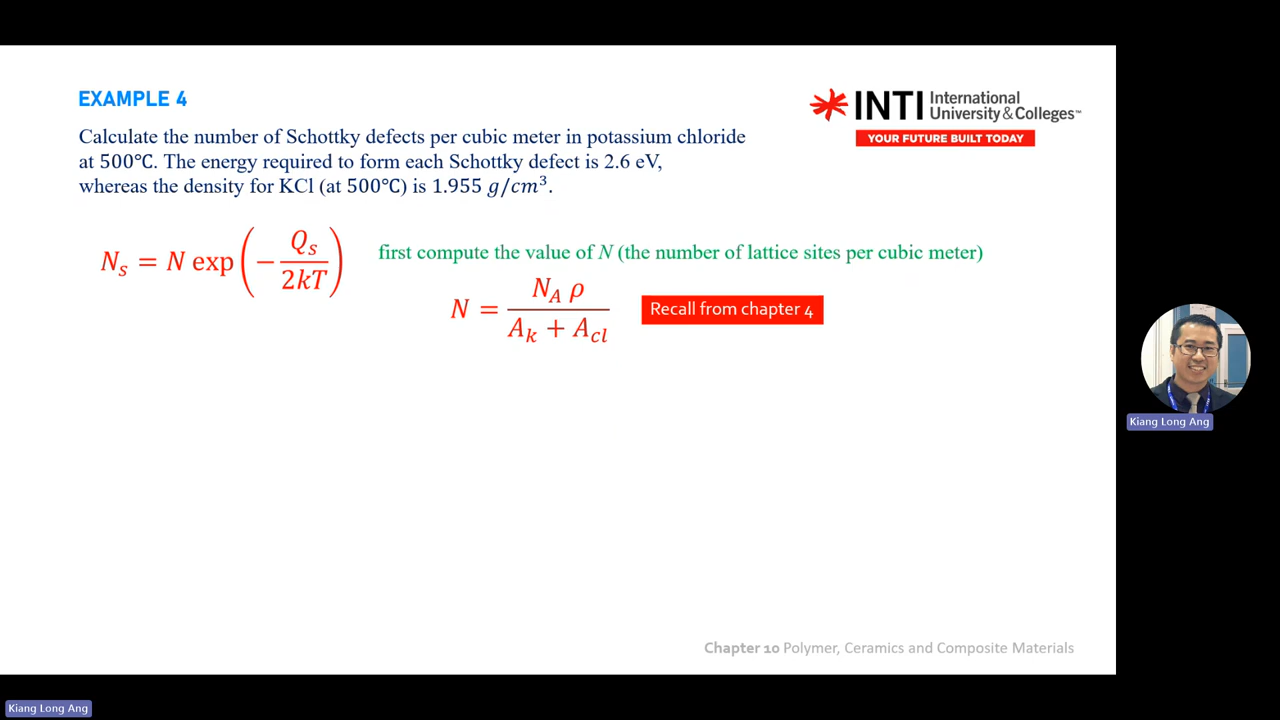 EXAMPLE 4
INTI International University & Colleges™
YOUR FUTURE BUILT TODAY
Calculate the number of Schottky defects per cubic meter in potassium chloride
at 500℃. The energy required to form each Schottky defect is 2.6 eV,
whereas the density for KCl (at 500℃) is 1.955 g/cm³.
N_s = N exp(−Q_s/2kT)
first compute the value of N (the number of lattice sites per cubic meter)
N = N_A ρ / A_k + A_cl
Recall from chapter 4
Kiang Long Ang
Chapter 10 Polymer, Ceramics and Composite Materials
Kiang Long Ang